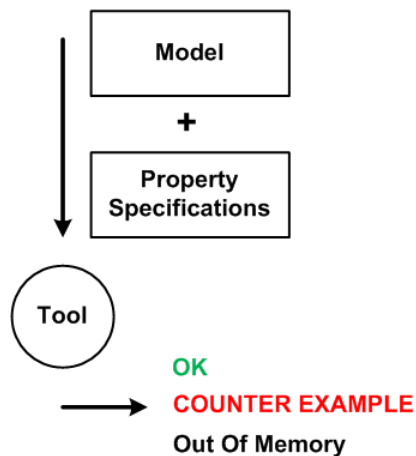 Model
+
Property
Specifications
Tool
OK
COUNTER EXAMPLE
Out Of Memory